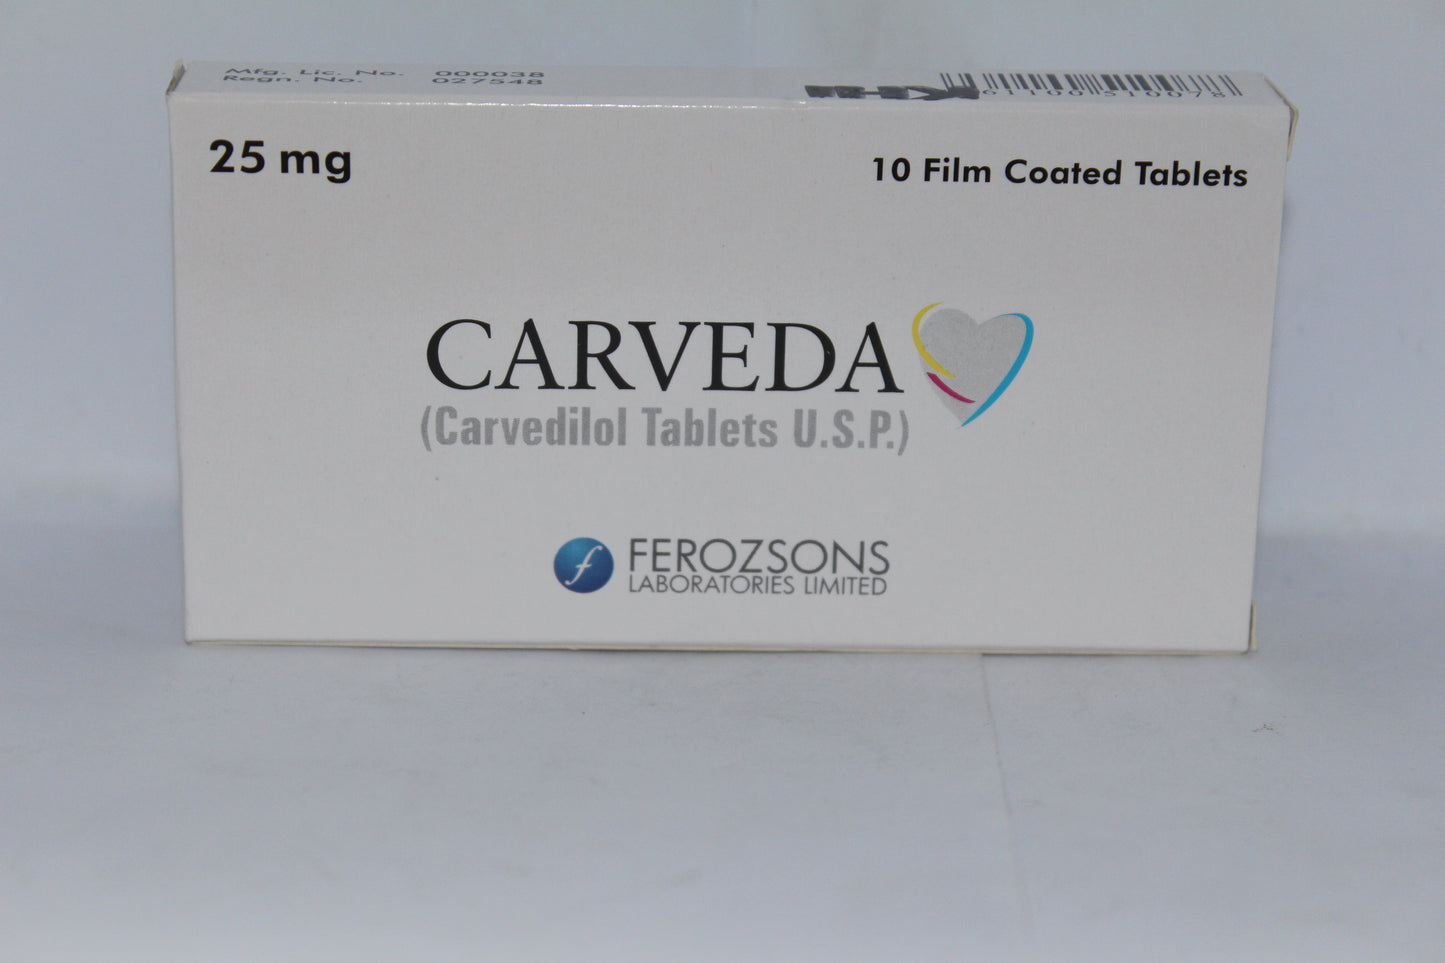 Mfg. Lic. No. 000038
Regn. No. 027548
25 mg
10 Film Coated Tablets
CARVEDA
(Carvedilol Tablets U.S.P.)
f
FEROZSONS
LABORATORIES LIMITED